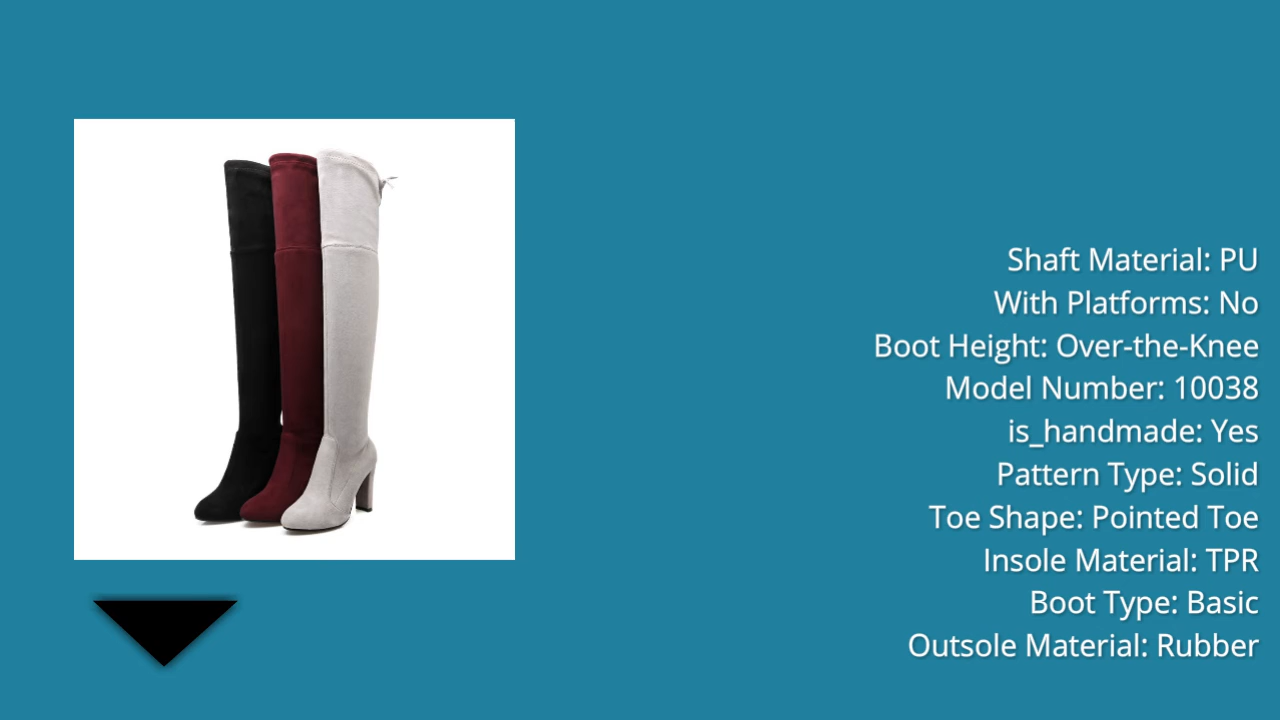 Shaft Material: PU
With Platforms: No
Boot Height: Over-the-Knee
Model Number: 10038
is_handmade: Yes
Pattern Type: Solid
Toe Shape: Pointed Toe
Insole Material: TPR
Boot Type: Basic
Outsole Material: Rubber